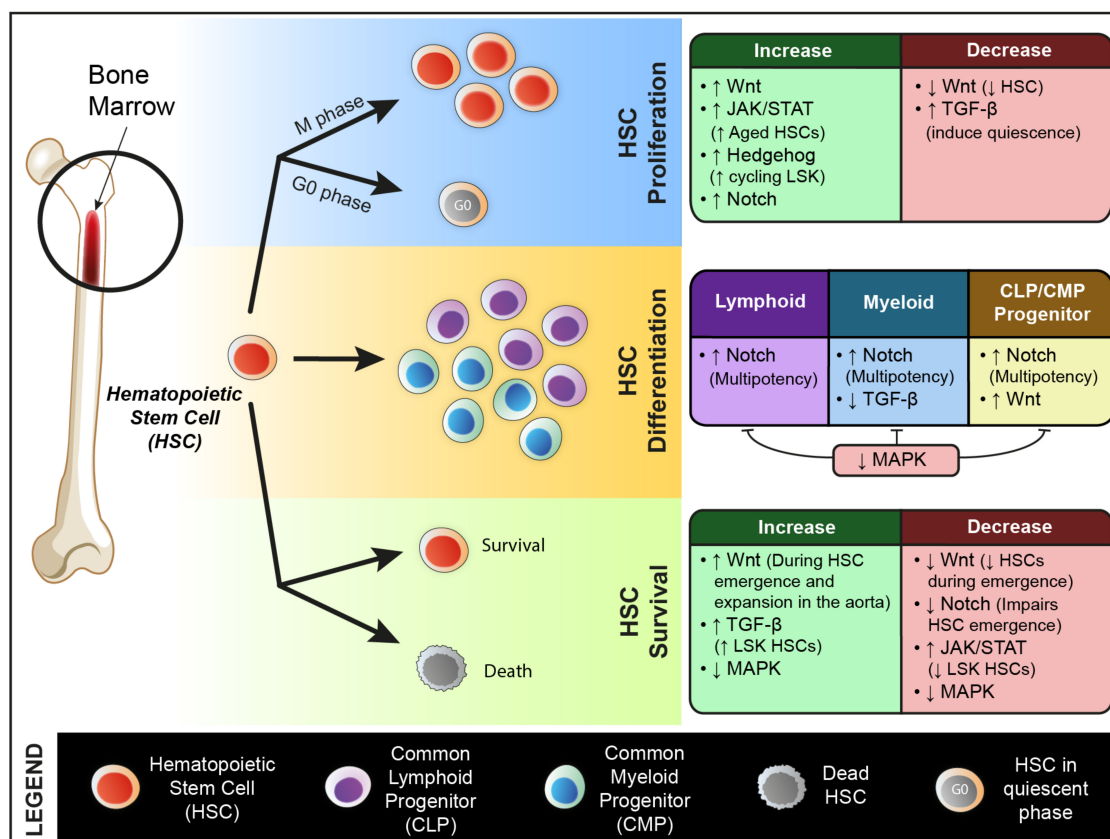 Bone
Marrow
M phase
G0 phase
G0
HSC
Proliferation
Increase
• ↑ Wnt
• ↑ JAK/STAT
(↑ Aged HSCs)
• ↑ Hedgehog
(↑ cycling LSK)
• ↑ Notch
Decrease
• ↓ Wnt (↓ HSC)
• ↑ TGF-β
(induce quiescence)
Hematopoietic
Stem Cell
(HSC)
HSC
Differentiation
Lymphoid
• ↑ Notch
(Multipotency)
Myeloid
• ↑ Notch
(Multipotency)
• ↓ TGF-β
CLP/CMP
Progenitor
• ↑ Notch
(Multipotency)
• ↑ Wnt
↓ MAPK
Survival
Death
HSC
Survival
Increase
• ↑ Wnt (During HSC
emergence and
expansion in the aorta)
• ↑ TGF-β
(↑ LSK HSCs)
• ↓ MAPK
Decrease
• ↓ Wnt (↓ HSCs
during emergence)
• ↓ Notch (Impairs
HSC emergence)
• ↑ JAK/STAT
(↓ LSK HSCs)
• ↓ MAPK
LEGEND
Hematopoietic
Stem Cell
(HSC)
Common
Lymphoid
Progenitor
(CLP)
Common
Myeloid
Progenitor
(CMP)
Dead
HSC
G0
HSC in
quiescent
phase